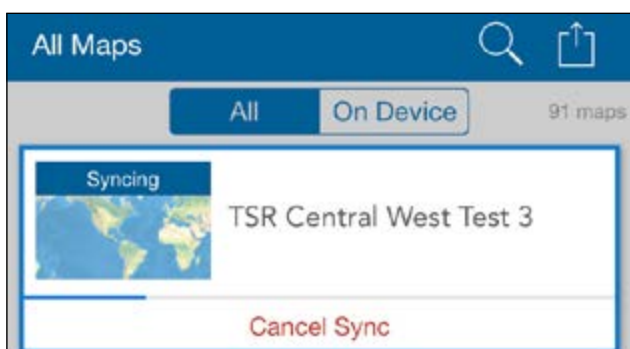 All Maps
All On Device 91 maps
Syncing
TSR Central West Test 3
Cancel Sync